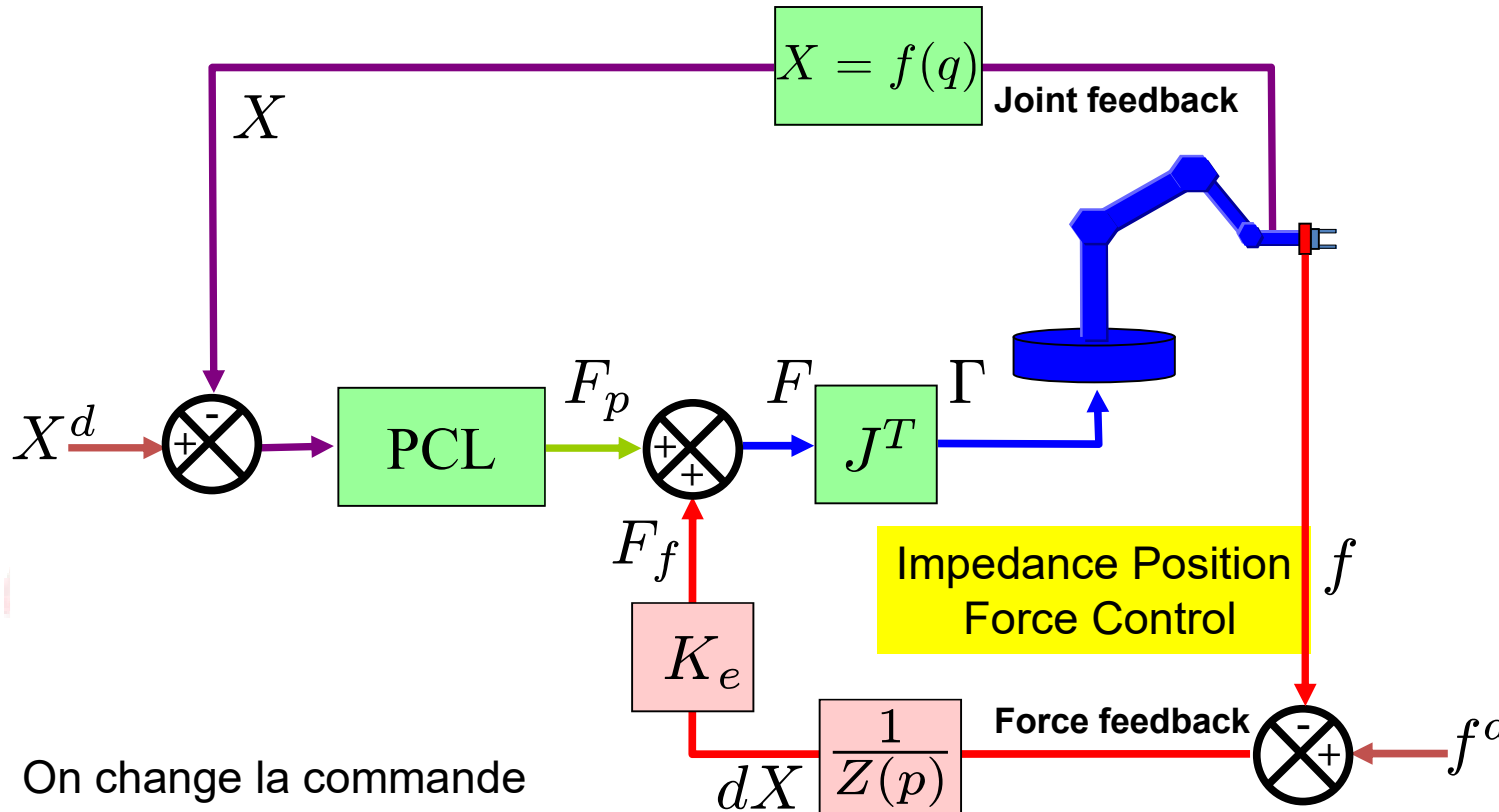 X = f(q)
Joint feedback
X
-
X^d
+
PCL
F_p
+
+
F
J^T
Γ
F_f
Impedance Position
Force Control
f
K_e
Force feedback
-
+
dX
1
Z(p)
On change la commande